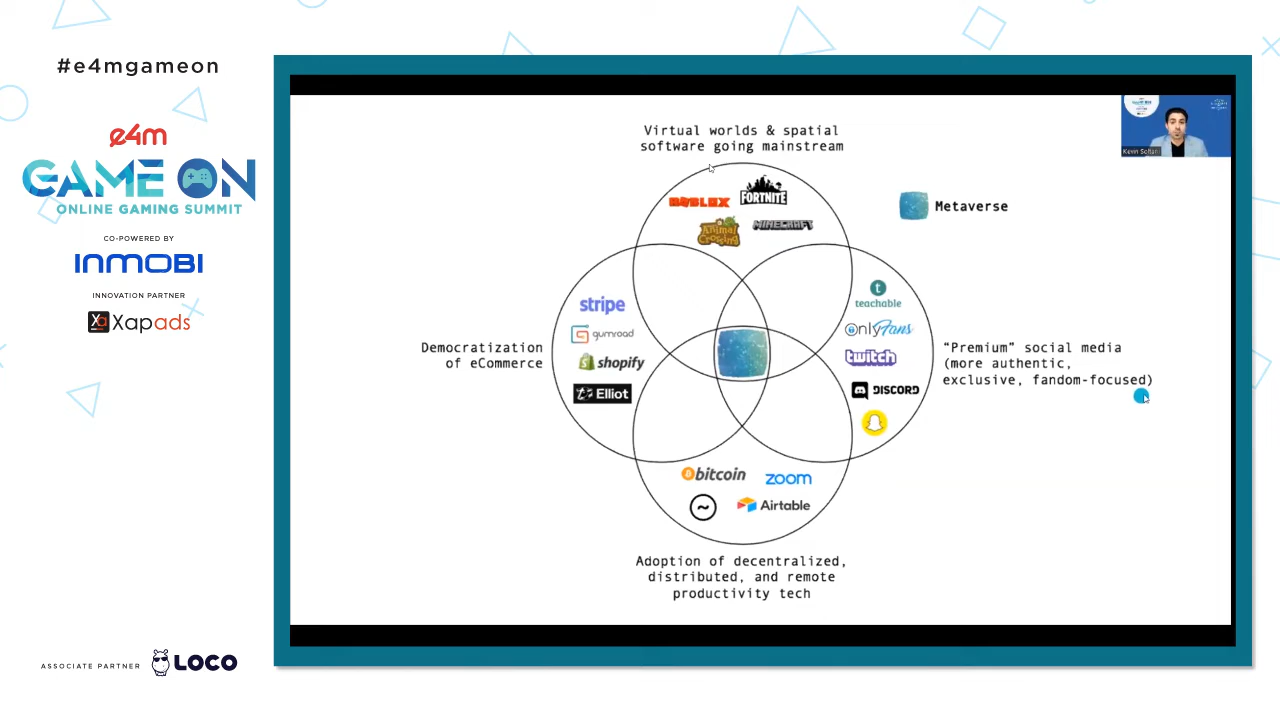 #e4mgameon
e4m
GAME ON
ONLINE GAMING SUMMIT
CO-POWERED BY
INMOBI
INNOVATION PARTNER
Xa Xapads
ASSOCIATE PARTNER
LOCO
Virtual worlds & spatial
software going mainstream
ROBLOX
FORTNITE
Animal
Crossing
MINECRAFT
Metaverse
Kevin Soltani
stripe
gumroad
shopify
Elliot
Democratization
of eCommerce
t
teachable
OnlyFans
twitch
DISCORD
“Premium” social media
(more authentic,
exclusive, fandom-focused)
bitcoin
zoom
~
Airtable
Adoption of decentralized,
distributed, and remote
productivity tech